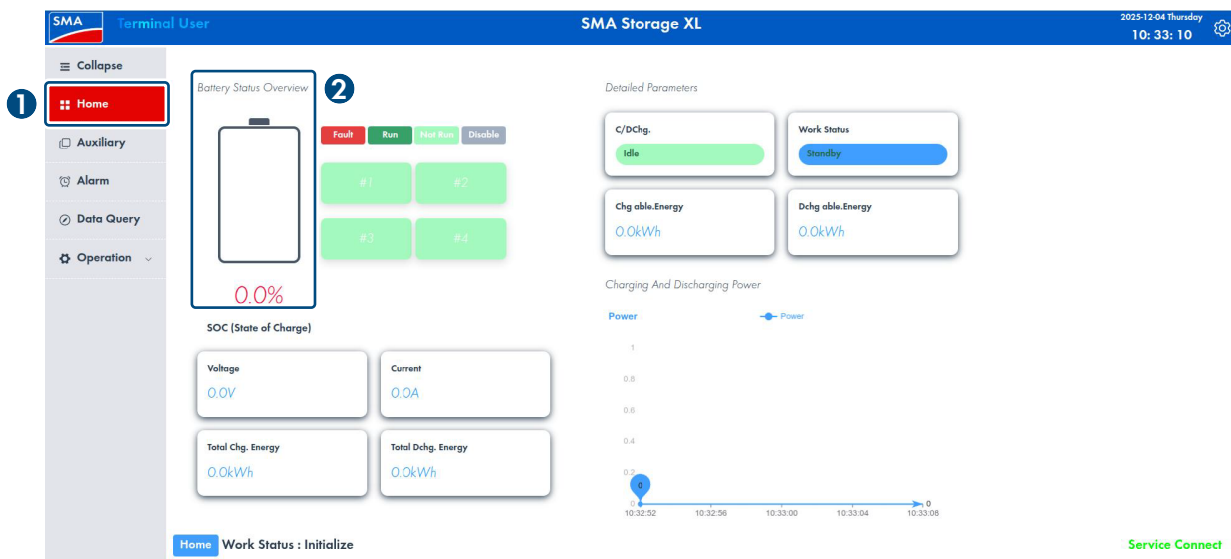 SMA
Terminal User
SMA Storage XL
2025-12-04 Thursday
10: 33: 10
Collapse
1
Home
Auxiliary
Alarm
Data Query
Operation
Battery Status Overview
2
Fault
Run
Not Run
Disable
#1
#2
#3
#4
0.0%
SOC (State of Charge)
Voltage
0.0V
Current
0.0A
Total Chg. Energy
0.0kWh
Total Dchg. Energy
0.0kWh
Detailed Parameters
C/DChg.
Idle
Work Status
Standby
Chg able.Energy
0.0kWh
Dchg able.Energy
0.0kWh
Charging And Discharging Power
Power
Power
1
0.8
0.6
0.4
0.2
0
0
0
10:32:52
10:32:56
10:33:00
10:33:04
10:33:08
Home
Work Status : Initialize
Service Connect